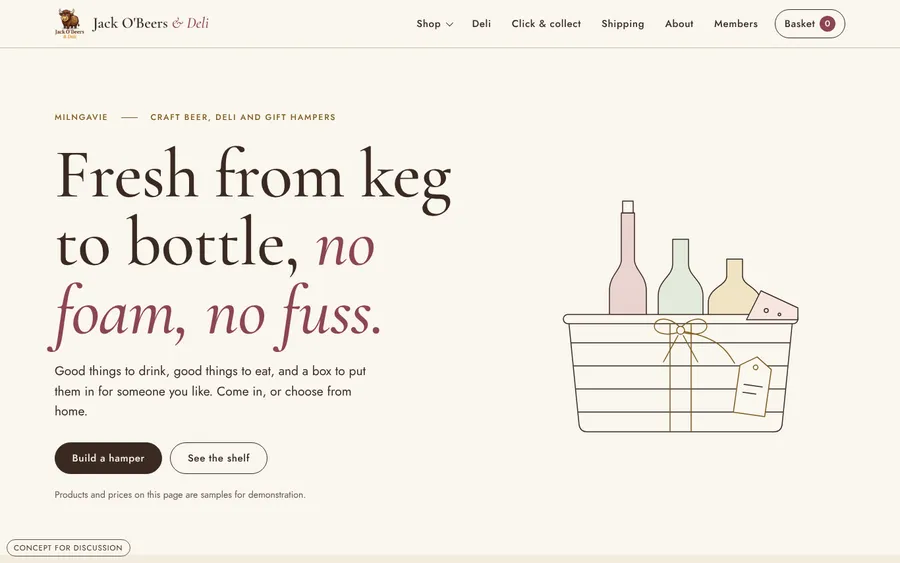 Jack O'Beers
& Deli
Jack O'Beers & Deli
Shop
Deli
Click & collect
Shipping
About
Members
Basket 0
MILNGAVIE — CRAFT BEER, DELI AND GIFT HAMPERS
Fresh from keg
to bottle, no
foam, no fuss.
Good things to drink, good things to eat, and a box to put
them in for someone you like. Come in, or choose from
home.
Build a hamper
See the shelf
Products and prices on this page are samples for demonstration.
CONCEPT FOR DISCUSSION